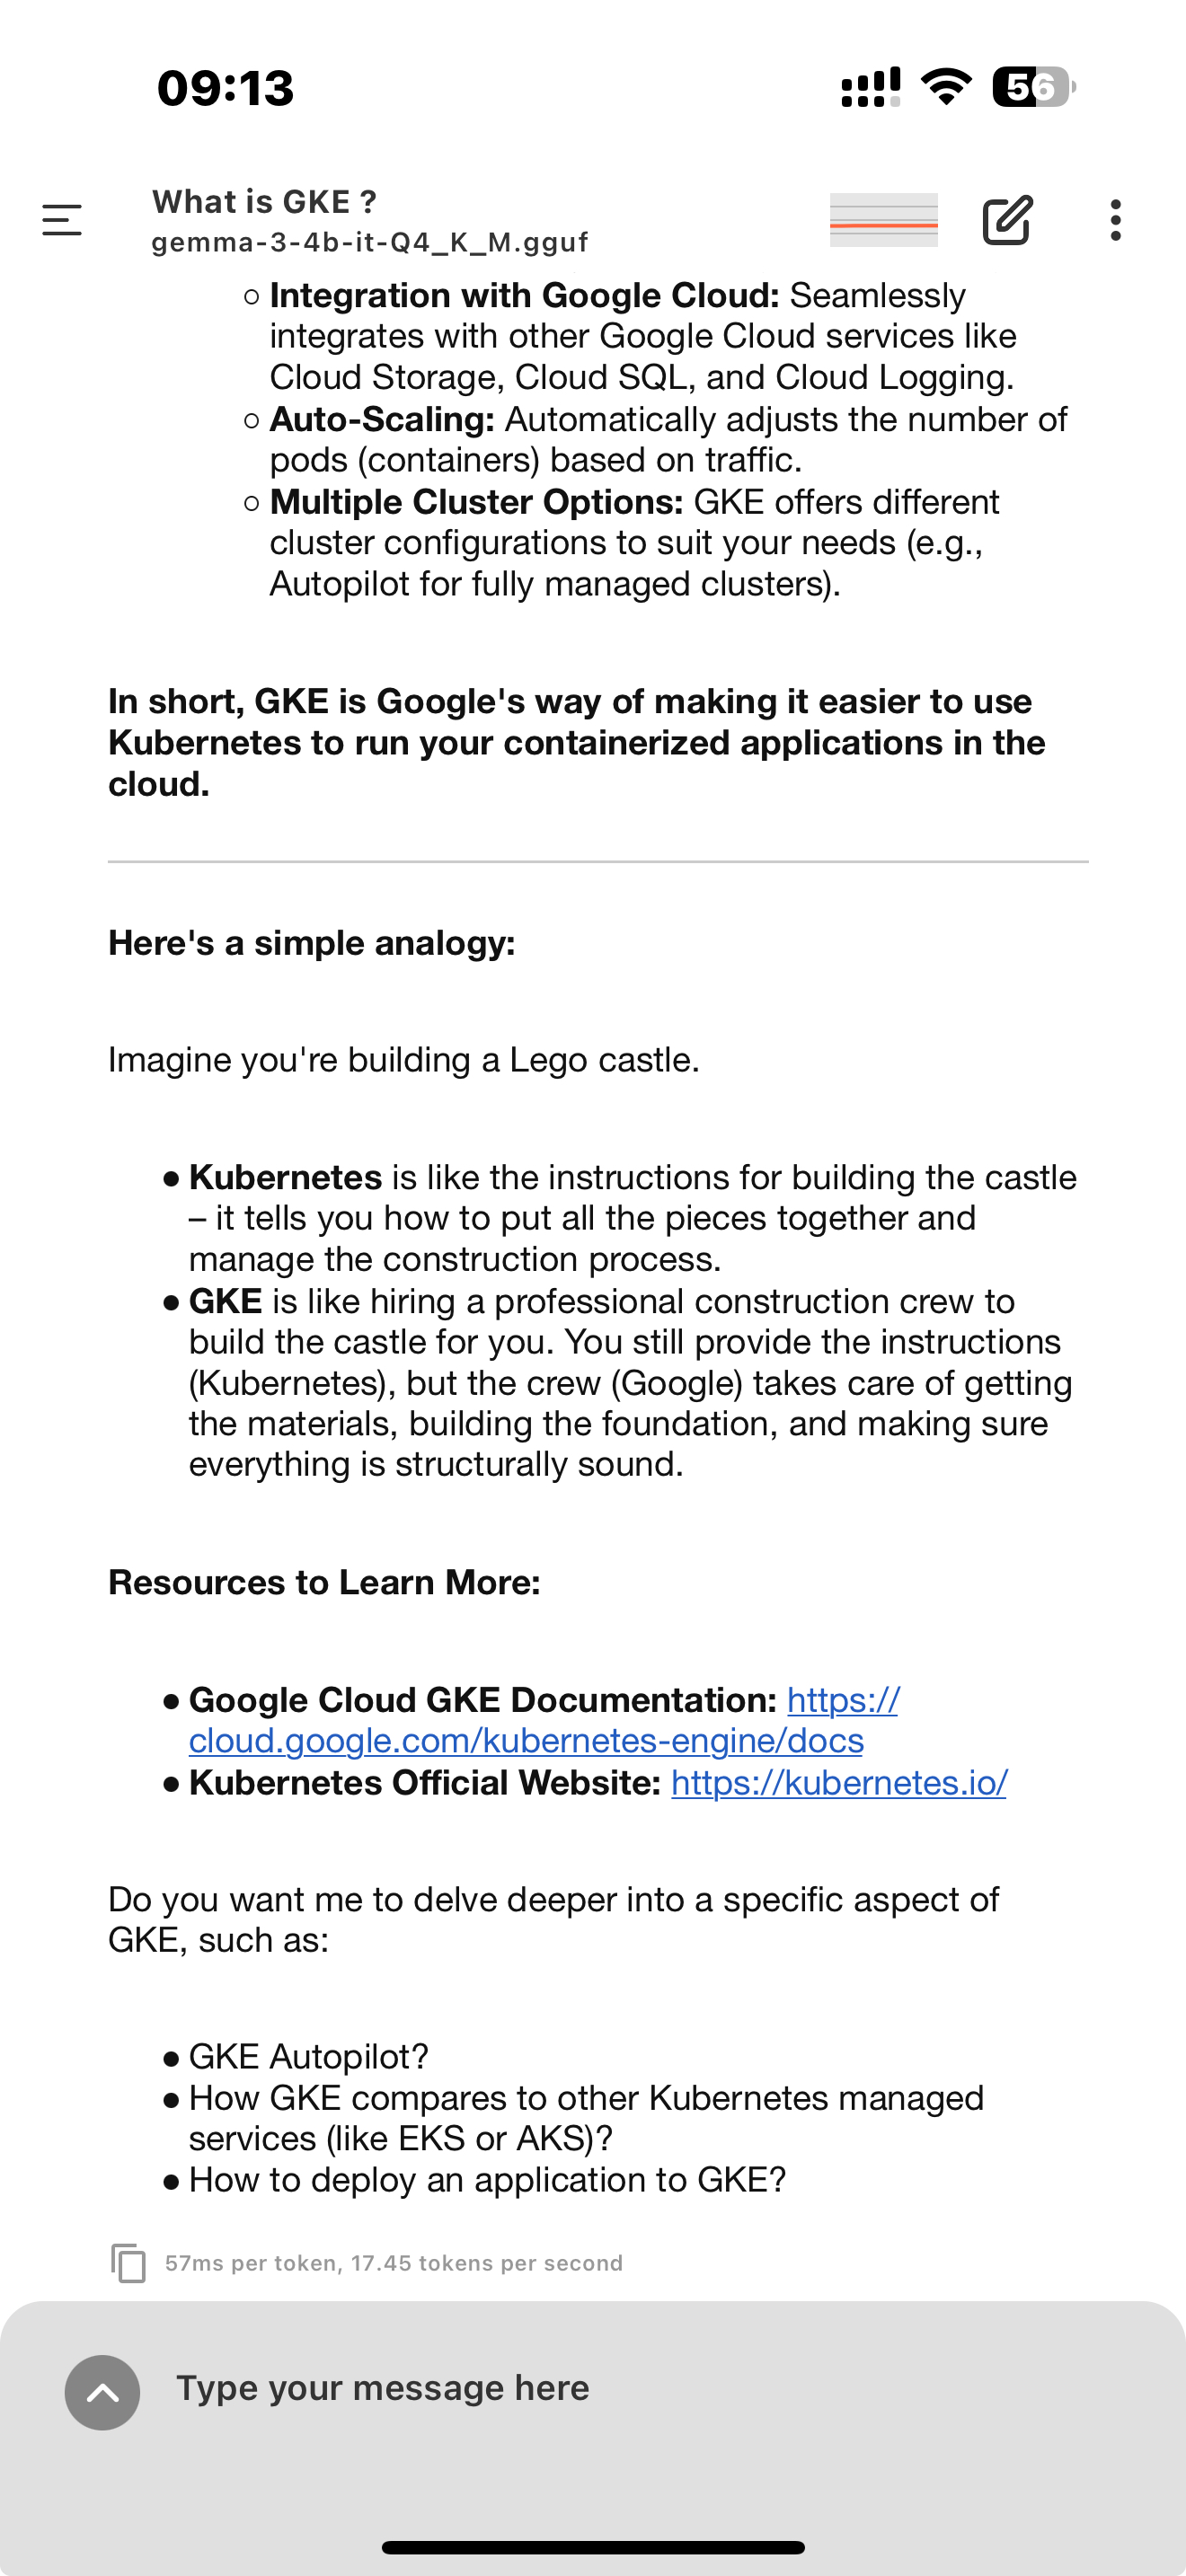 09:13
56
What is GKE ?
gemma-3-4b-it-Q4_K_M.gguf
○ Integration with Google Cloud: Seamlessly
integrates with other Google Cloud services like
Cloud Storage, Cloud SQL, and Cloud Logging.
○ Auto-Scaling: Automatically adjusts the number of
pods (containers) based on traffic.
○ Multiple Cluster Options: GKE offers different
cluster configurations to suit your needs (e.g.,
Autopilot for fully managed clusters).
In short, GKE is Google's way of making it easier to use
Kubernetes to run your containerized applications in the
cloud.
Here's a simple analogy:
Imagine you're building a Lego castle.
● Kubernetes is like the instructions for building the castle
– it tells you how to put all the pieces together and
manage the construction process.
● GKE is like hiring a professional construction crew to
build the castle for you. You still provide the instructions
(Kubernetes), but the crew (Google) takes care of getting
the materials, building the foundation, and making sure
everything is structurally sound.
Resources to Learn More:
● Google Cloud GKE Documentation: https://
cloud.google.com/kubernetes-engine/docs
● Kubernetes Official Website: https://kubernetes.io/
Do you want me to delve deeper into a specific aspect of
GKE, such as:
● GKE Autopilot?
● How GKE compares to other Kubernetes managed
services (like EKS or AKS)?
● How to deploy an application to GKE?
57ms per token, 17.45 tokens per second
Type your message here